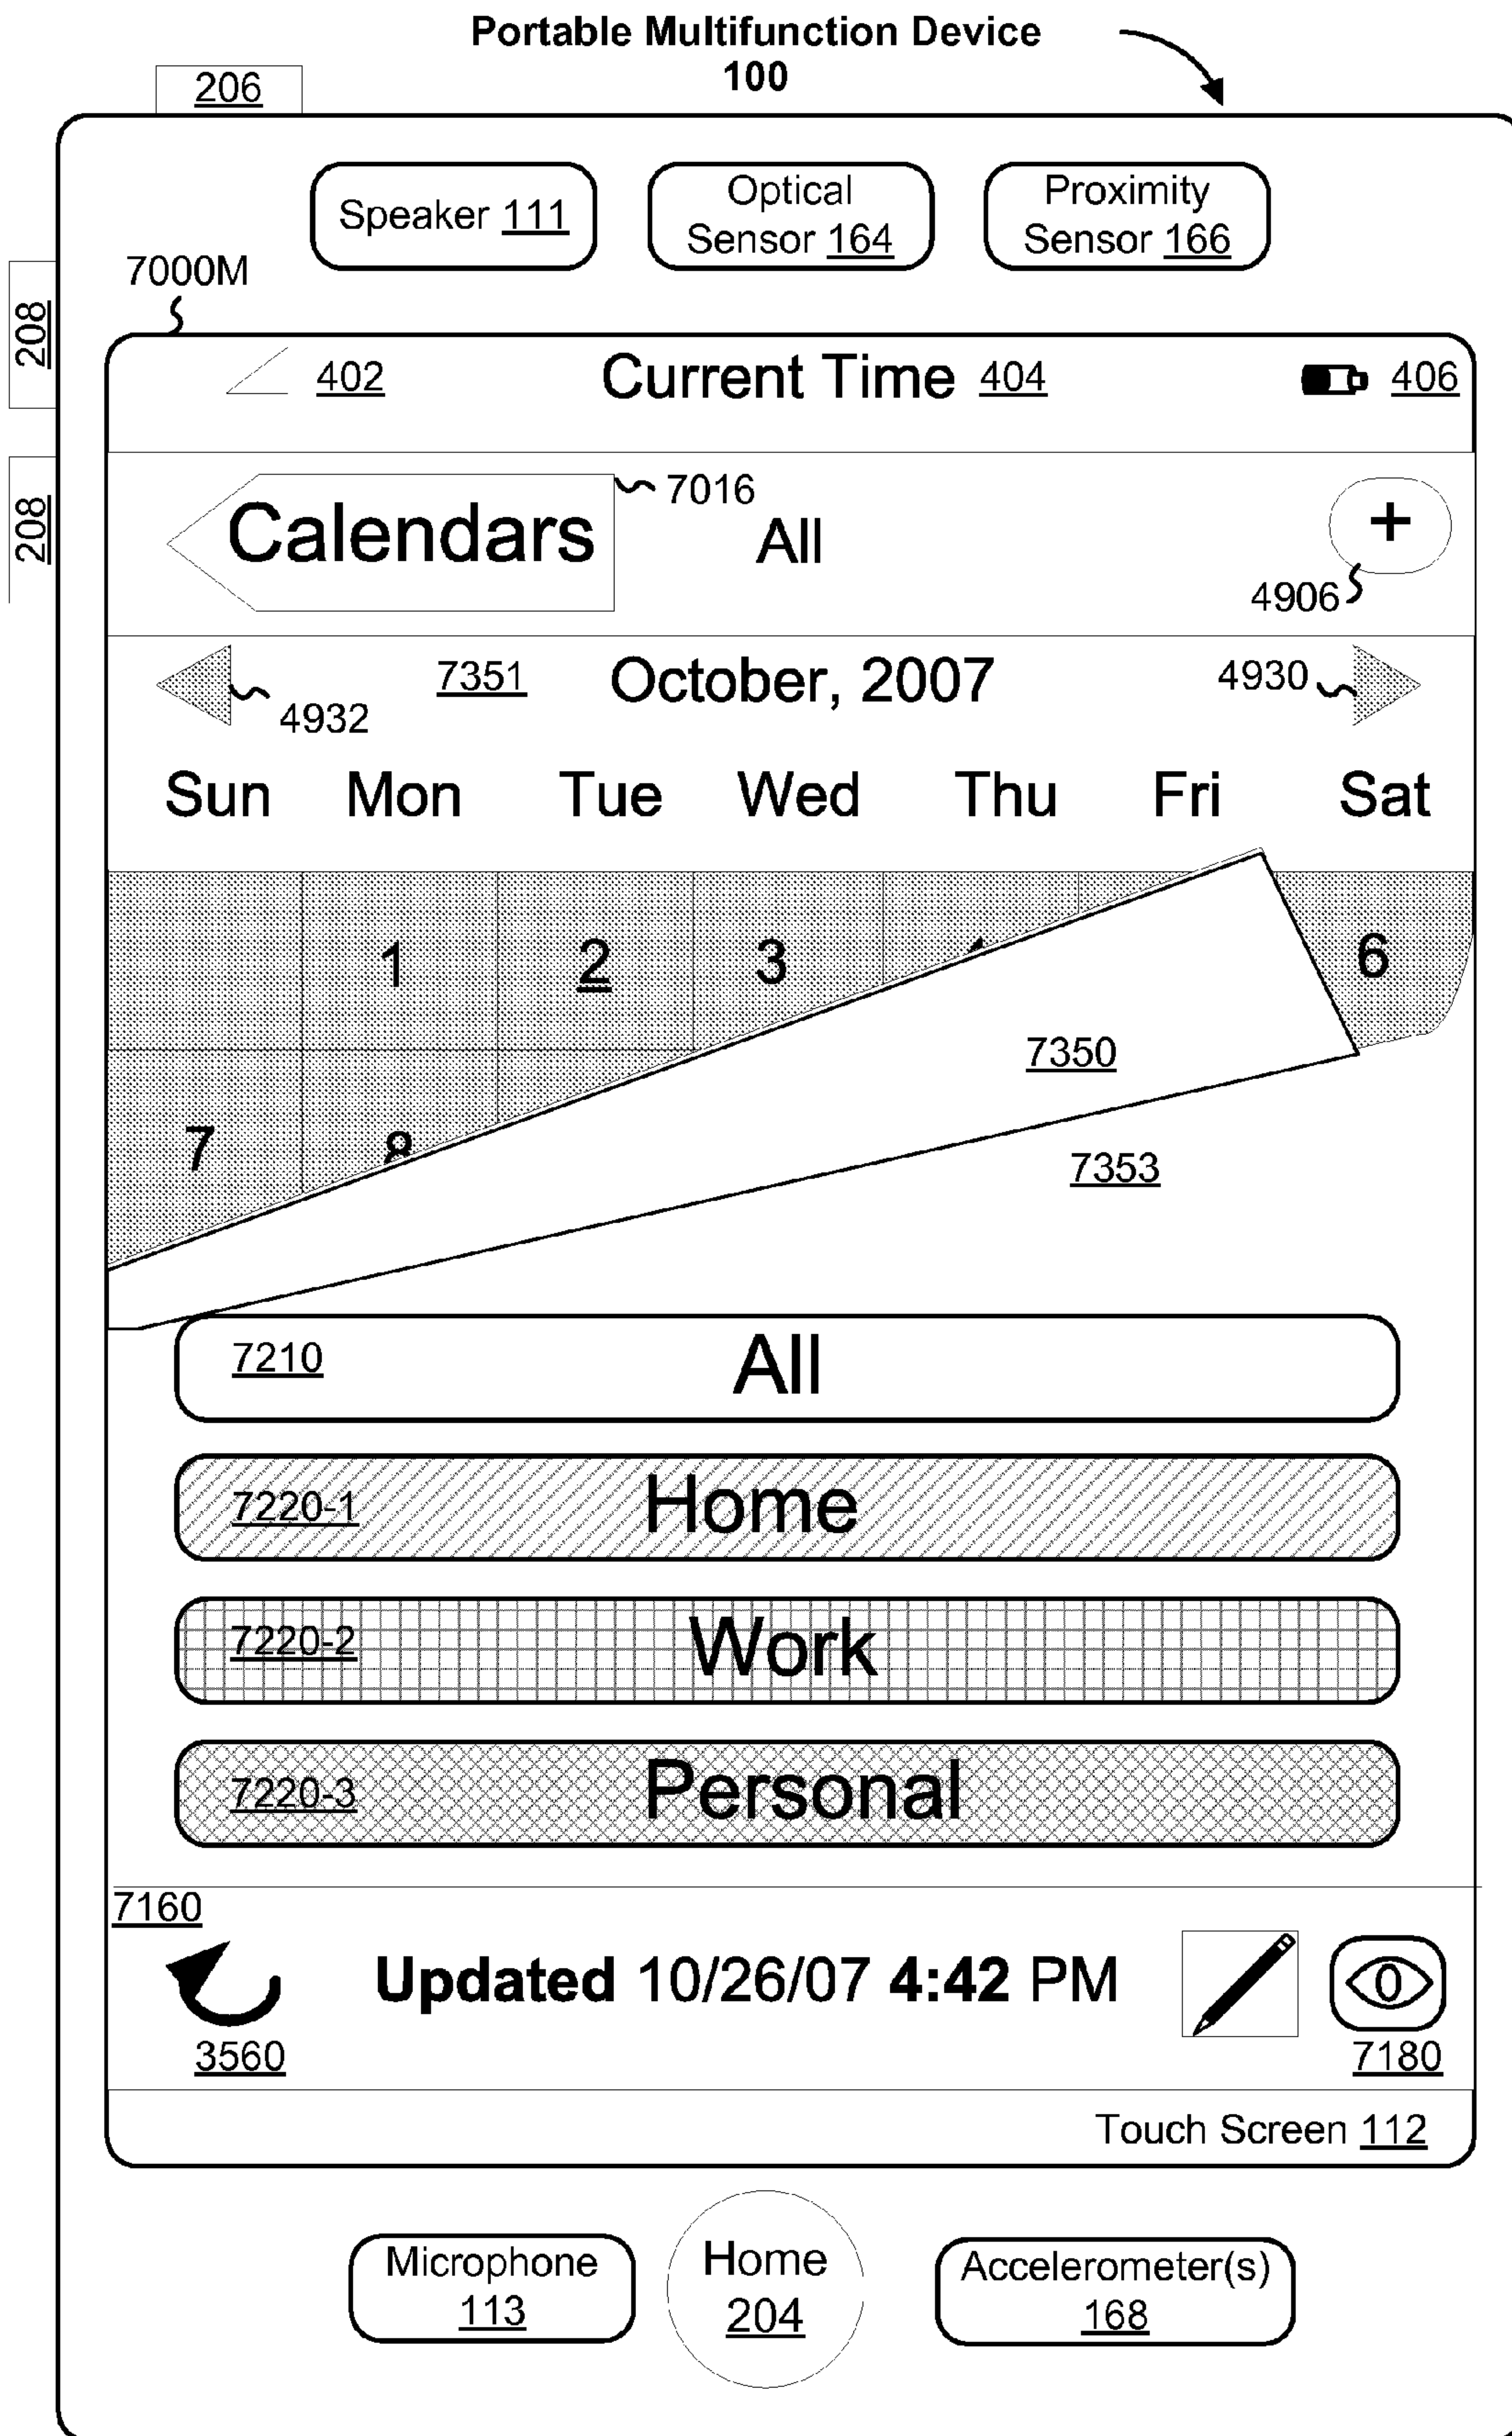 Portable Multifunction Device
100
206
Speaker 111
Optical
Sensor 164
Proximity
Sensor 166
7000M
208
402
Current Time 404
406
208
Calendars
7016
All
+
4906
4932
7351
October, 2007
4930
Sun Mon Tue Wed Thu Fri Sat
1 2 3 6
7350
7 8
7353
7210
All
7220-1
Home
7220-2
Work
7220-3
Personal
7160
Updated 10/26/07 4:42 PM
3560
7180
Touch Screen 112
Microphone
113
Home
204
Accelerometer(s)
168